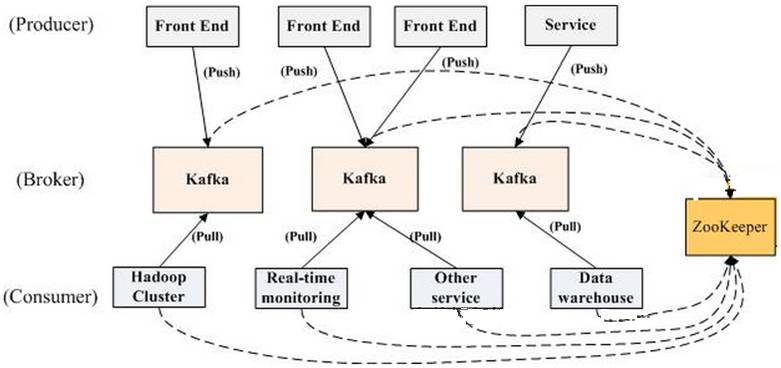 (Producer)
Front End
Front End
Front End
Service
(Push)
(Push)
(Push)
(Push)
(Broker)
Kafka
Kafka
Kafka
ZooKeeper
(Pull)
(Pull)
(Pull)
(Pull)
(Consumer)
Hadoop
Cluster
Real-time
monitoring
Other
service
Data
warehouse